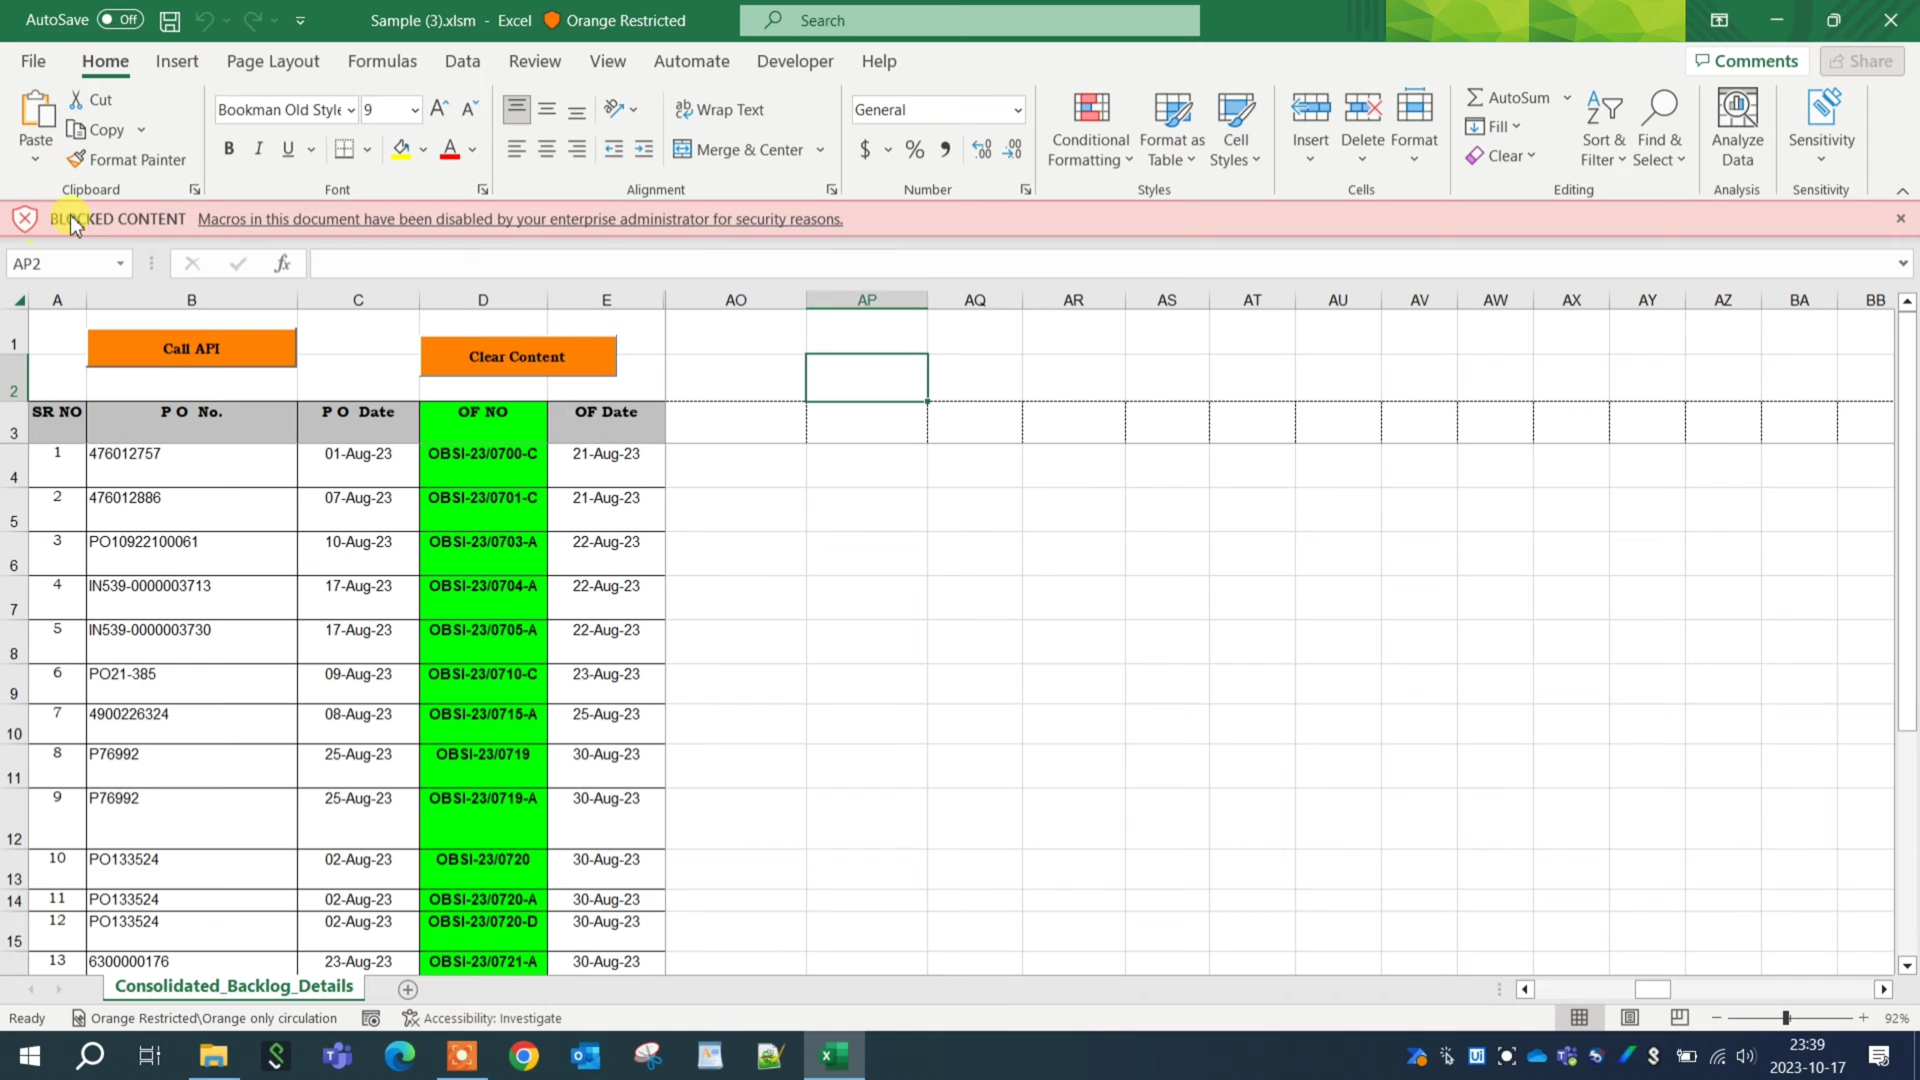 AutoSave Off Sample (3).xlsm - Excel Orange Restricted Search
File Home Insert Page Layout Formulas Data Review View Automate Developer Help Comments Share
Paste Cut Copy Format Painter
Clipboard
Bookman Old Style 9
B I U
Font
Wrap Text
Merge & Center
Alignment
General
$ % 9
Number
Conditional Formatting
Format as Table
Cell Styles
Styles
Insert Delete Format
Cells
AutoSum
Fill
Clear
Sort & Filter
Find & Select
Editing
Analyze Data
Analysis
Sensitivity
Sensitivity
BLOCKED CONTENT Macros in this document have been disabled by your enterprise administrator for security reasons.
AP2 fx
A B C D E AO AP AQ AR AS AT AU AV AW AX AY AZ BA BB
1 Call API Clear Content
2
3 SR NO P O No. P O Date OF NO OF Date
4 1 476012757 01-Aug-23 OBSI-23/0700-C 21-Aug-23
5 2 476012886 07-Aug-23 OBSI-23/0701-C 21-Aug-23
6 3 PO10922100061 10-Aug-23 OBSI-23/0703-A 22-Aug-23
7 4 IN539-0000003713 17-Aug-23 OBSI-23/0704-A 22-Aug-23
8 5 IN539-0000003730 17-Aug-23 OBSI-23/0705-A 22-Aug-23
9 6 PO21-385 09-Aug-23 OBSI-23/0710-C 23-Aug-23
10 7 4900226324 08-Aug-23 OBSI-23/0715-A 25-Aug-23
11 8 P76992 25-Aug-23 OBSI-23/0719 30-Aug-23
12 9 P76992 25-Aug-23 OBSI-23/0719-A 30-Aug-23
13 10 PO133524 02-Aug-23 OBSI-23/0720 30-Aug-23
14 11 PO133524 02-Aug-23 OBSI-23/0720-A 30-Aug-23
15 12 PO133524 02-Aug-23 OBSI-23/0720-D 30-Aug-23
13 6300000176 23-Aug-23 OBSI-23/0721-A 30-Aug-23
Consolidated_Backlog_Details
Ready Orange Restricted\Orange only circulation Accessibility: Investigate 92%
23:39
2023-10-17